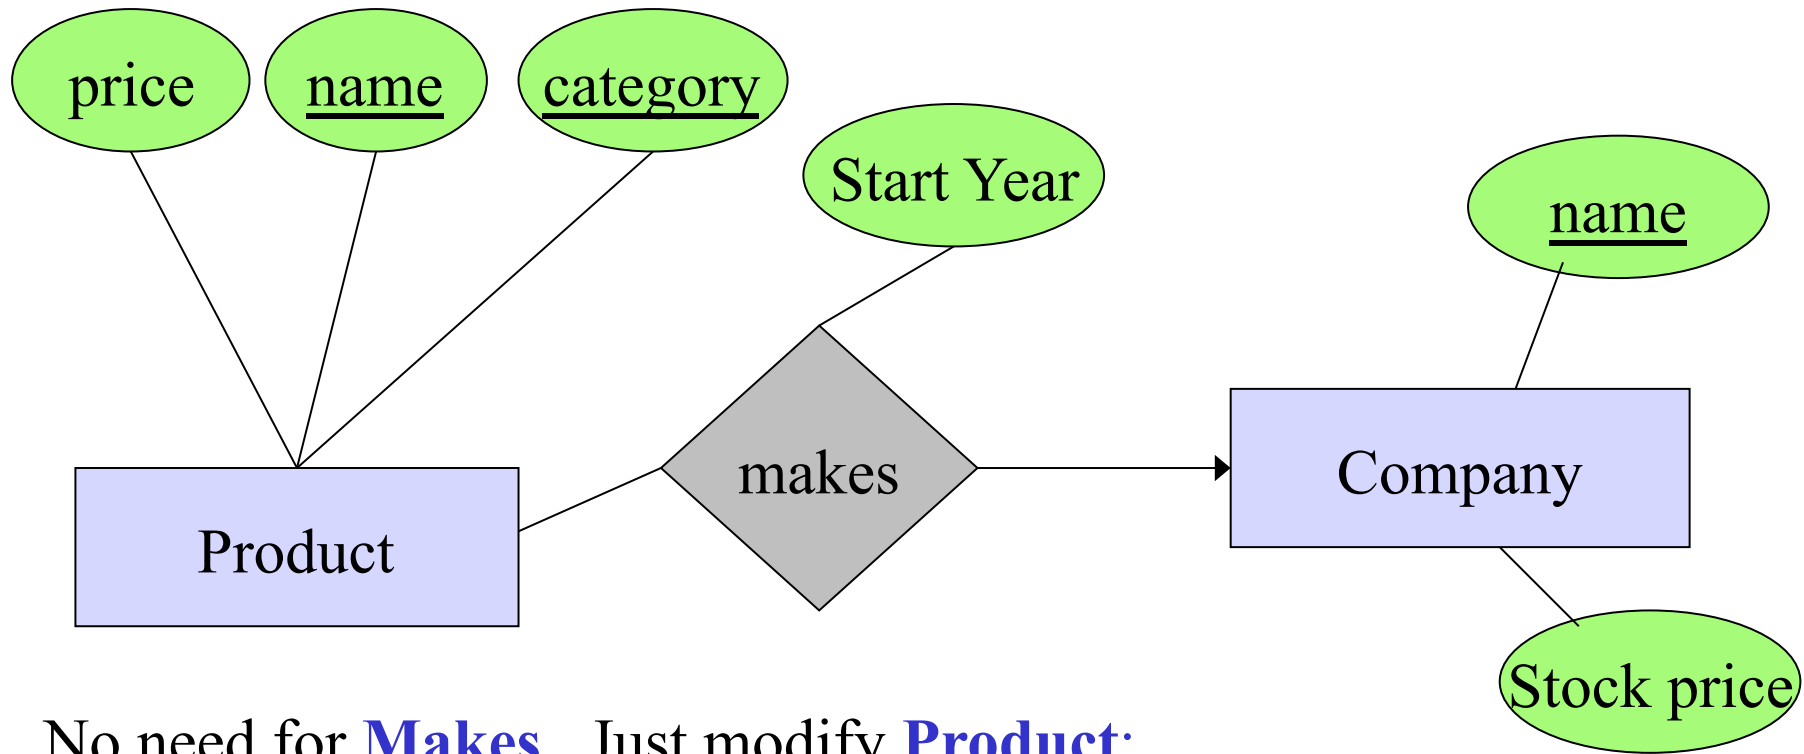 price
name
category
Start Year
name
makes
Company
Product
Stock price
No need for Makes. Just modify Product: